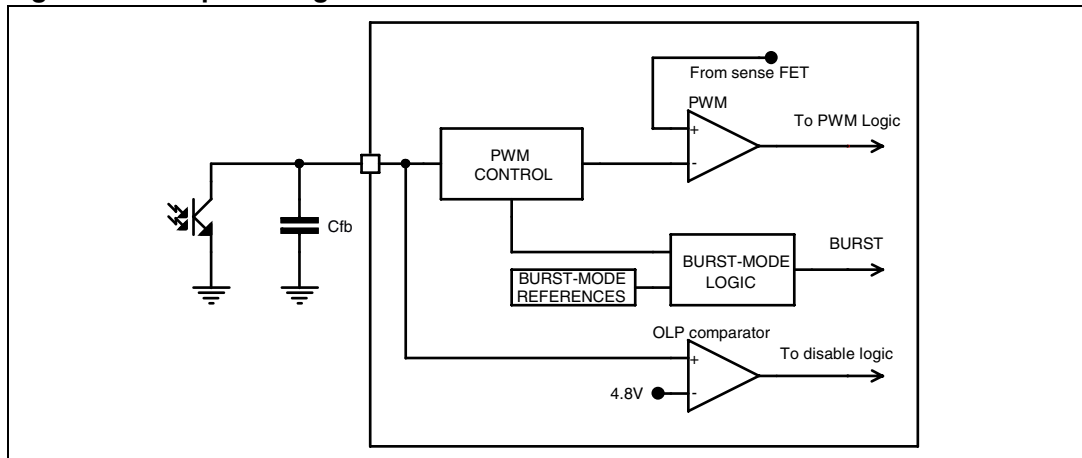 From sense FET
PWM
+
-
To PWM Logic
PWM
CONTROL
Cfb
BURST
BURST-MODE
LOGIC
BURST-MODE
REFERENCES
OLP comparator
+
To disable logic
4.8V
-